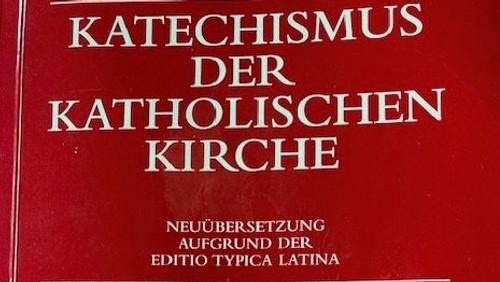 KATECHISMUS
DER
KATHOLISCHEN
KIRCHE
NEUÜBERSETZUNG
AUFGRUND DER
EDITIO TYPICA LATINA